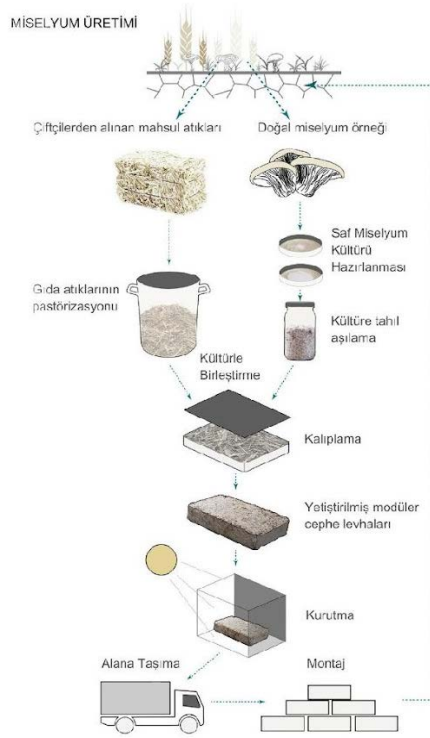 MİSELYUM ÜRETİMİ
Çiftçilerden alınan mahsul atıkları
Doğal miselyum örneği
Saf Miselyum
Kültürü
Hazırlanması
Gıda atıklarının
pastörizasyonu
Kültüre tahıl
aşılama
Kültürle
Birleştirme
Kalıplama
Yetiştirilmiş modüler
cephe levhaları
Kurutma
Alana Taşıma
Montaj